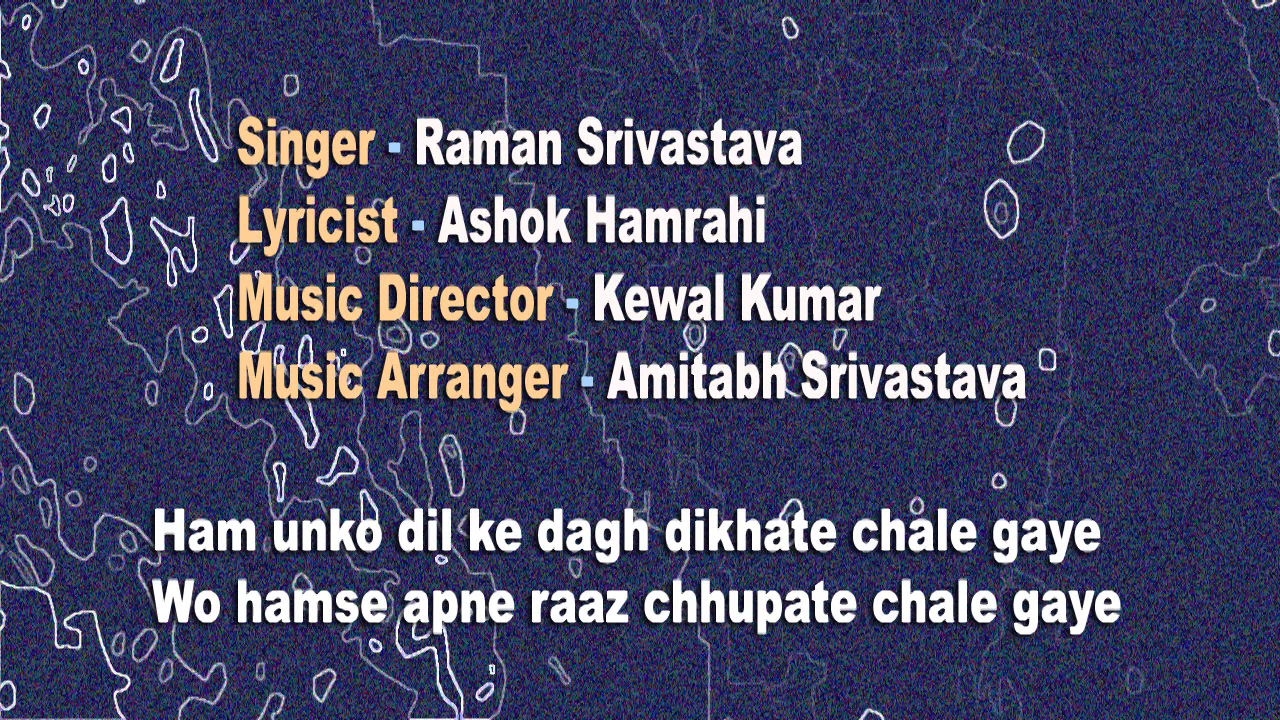 Singer - Raman Srivastava
Lyricist - Ashok Hamrahi
Music Director - Kewal Kumar
Music Arranger - Amitabh Srivastava
Ham unko dil ke dagh dikhate chale gaye
Wo hamse apne raaz chhupate chale gaye